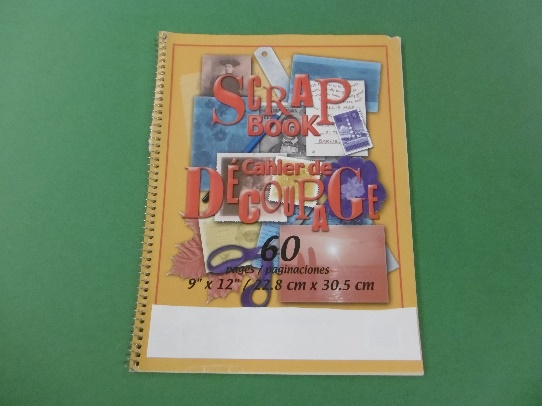 SCRAP
BOOK
Cahier de
DÉCOUPAGE
60
pages / paginaciones
9" x 12" / 22.8 cm x 30.5 cm